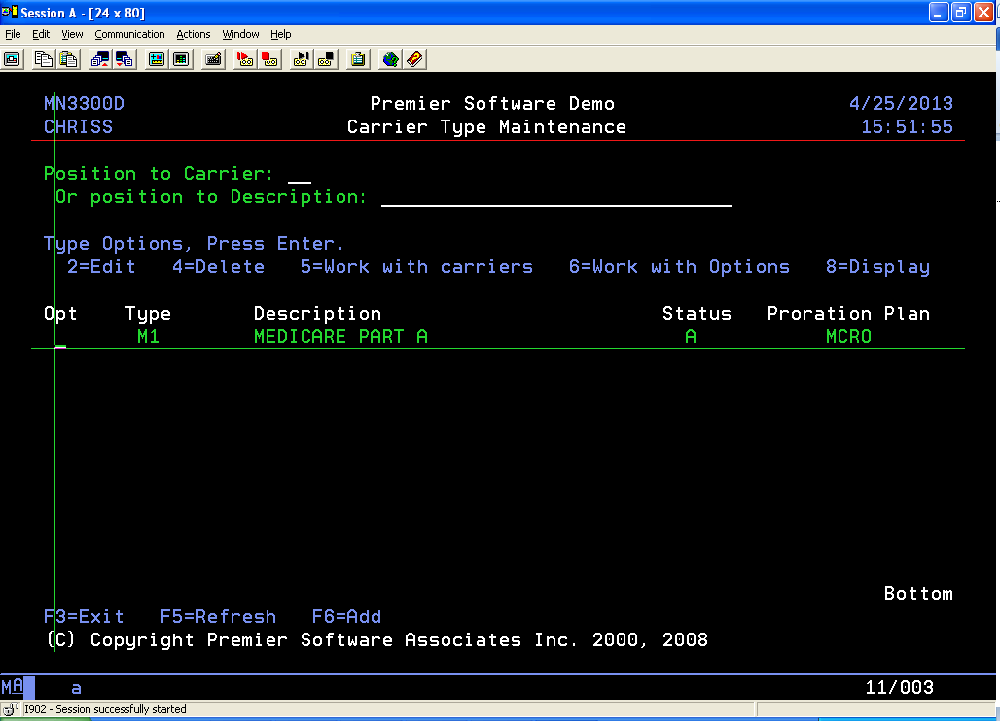 Session A - [24 x 80]
File Edit View Communication Actions Window Help
MN3300D Premier Software Demo 4/25/2013
CHRISS Carrier Type Maintenance 15:51:55
Position to Carrier:
Or position to Description:
Type Options, Press Enter.
2=Edit 4=Delete 5=Work with carriers 6=Work with Options 8=Display
Opt Type Description Status Proration Plan
M1 MEDICARE PART A A MCRO
Bottom
F3=Exit F5=Refresh F6=Add
(C) Copyright Premier Software Associates Inc. 2000, 2008
MA a 11/003
I902 - Session successfully started